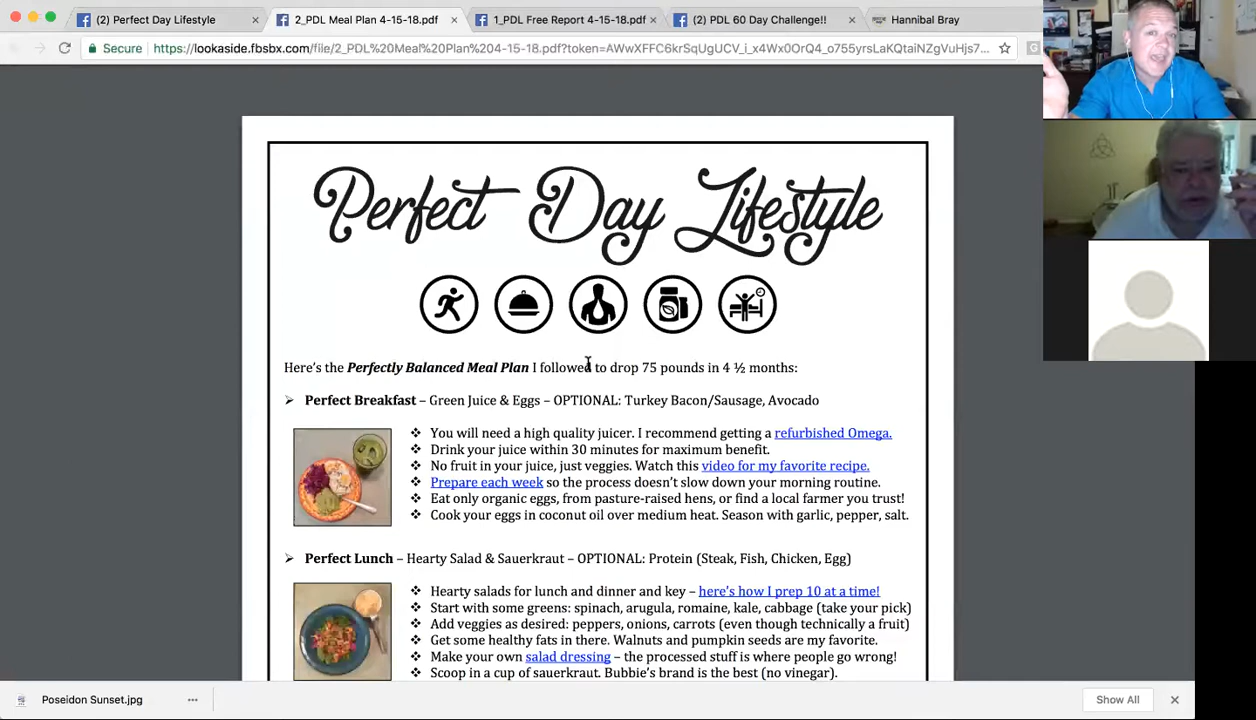 (2) Perfect Day Lifestyle
2_PDL Meal Plan 4-15-18.pdf
1_PDL Free Report 4-15-18.pdf
(2) PDL 60 Day Challenge!!
Hannibal Bray
Secure
https://lookaside.fbsbx.com/file/2_PDL%20Meal%20Plan%204-15-18.pdf?token=AWwXFFC6krSqUgUCV_i_x4Wx0OrQ4_o755yrsLaKQtaiNZgVuHjs7...
Perfect Day Lifestyle
Here's the Perfectly Balanced Meal Plan I followed to drop 75 pounds in 4 ½ months:
➢ Perfect Breakfast – Green Juice & Eggs – OPTIONAL: Turkey Bacon/Sausage, Avocado
❖ You will need a high quality juicer. I recommend getting a refurbished Omega.
❖ Drink your juice within 30 minutes for maximum benefit.
❖ No fruit in your juice, just veggies. Watch this video for my favorite recipe.
❖ Prepare each week so the process doesn't slow down your morning routine.
❖ Eat only organic eggs, from pasture-raised hens, or find a local farmer you trust!
❖ Cook your eggs in coconut oil over medium heat. Season with garlic, pepper, salt.
➢ Perfect Lunch – Hearty Salad & Sauerkraut – OPTIONAL: Protein (Steak, Fish, Chicken, Egg)
❖ Hearty salads for lunch and dinner and key – here's how I prep 10 at a time!
❖ Start with some greens: spinach, arugula, romaine, kale, cabbage (take your pick)
❖ Add veggies as desired: peppers, onions, carrots (even though technically a fruit)
❖ Get some healthy fats in there. Walnuts and pumpkin seeds are my favorite.
❖ Make your own salad dressing – the processed stuff is where people go wrong!
❖ Scoop in a cup of sauerkraut. Bubbie's brand is the best (no vinegar).
Poseidon Sunset.jpg
Show All